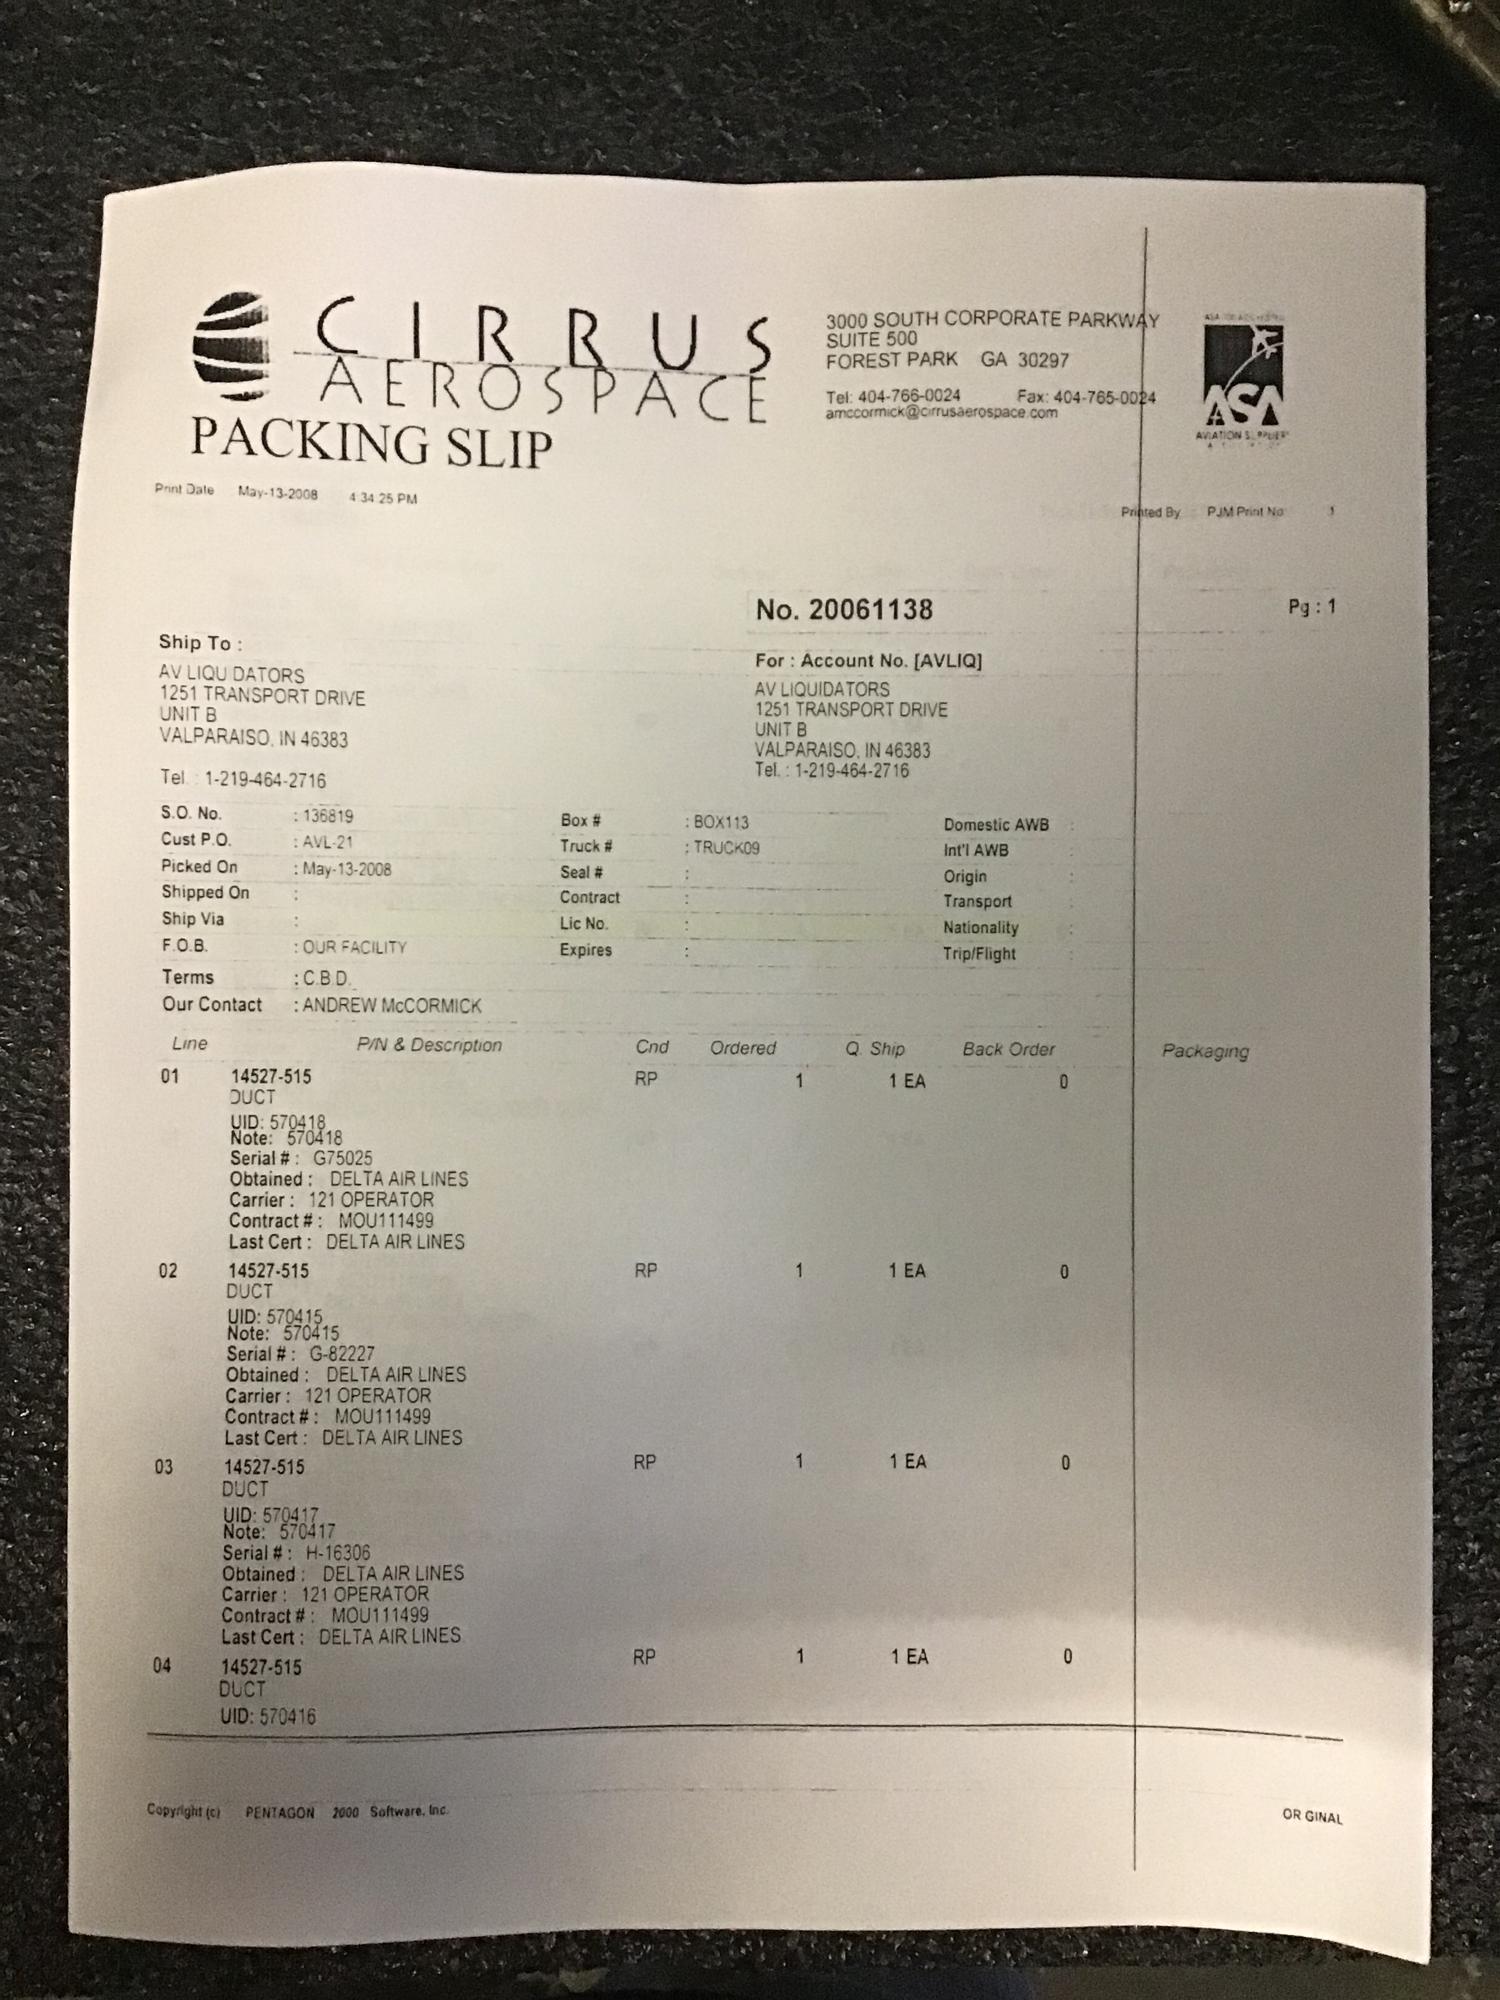 CIRRUS
AEROSPACE
3000 SOUTH CORPORATE PARKWAY
SUITE 500
FOREST PARK GA 30297
Tel: 404-766-0024 Fax: 404-765-0024
amccormick@cirrusaerospace.com
ASA
AVIATION SUPPLIERS
PACKING SLIP
Print Date May-13-2008 4:34:25 PM
Printed By PJM Print No 1
No. 20061138 Pg : 1
Ship To :
AV LIQU DATORS
1251 TRANSPORT DRIVE
UNIT B
VALPARAISO, IN 46383
Tel. : 1-219-464-2716
For : Account No. [AVLIQ]
AV LIQUIDATORS
1251 TRANSPORT DRIVE
UNIT B
VALPARAISO, IN 46383
Tel. : 1-219-464-2716
S.O. No. : 136819 Box # : BOX113 Domestic AWB :
Cust P.O. : AVL-21 Truck # : TRUCK09 Int'l AWB :
Picked On : May-13-2008 Seal # : Origin :
Shipped On : Contract : Transport :
Ship Via : Lic No. : Nationality :
F.O.B. : OUR FACILITY Expires : Trip/Flight :
Terms : C.B.D.
Our Contact : ANDREW McCORMICK
Line P/N & Description Cnd Ordered Q. Ship Back Order Packaging
01 14527-515 RP 1 1 EA 0
DUCT
UID: 570418
Note: 570418
Serial # : G75025
Obtained : DELTA AIR LINES
Carrier : 121 OPERATOR
Contract # : MOU111499
Last Cert : DELTA AIR LINES
02 14527-515 RP 1 1 EA 0
DUCT
UID: 570415
Note: 570415
Serial # : G-82227
Obtained : DELTA AIR LINES
Carrier : 121 OPERATOR
Contract # : MOU111499
Last Cert : DELTA AIR LINES
03 14527-515 RP 1 1 EA 0
DUCT
UID: 570417
Note: 570417
Serial # : H-16306
Obtained : DELTA AIR LINES
Carrier : 121 OPERATOR
Contract # : MOU111499
Last Cert : DELTA AIR LINES
04 14527-515 RP 1 1 EA 0
DUCT
UID: 570416
Copyright (c) PENTAGON 2000 Software, Inc.
OR GINAL